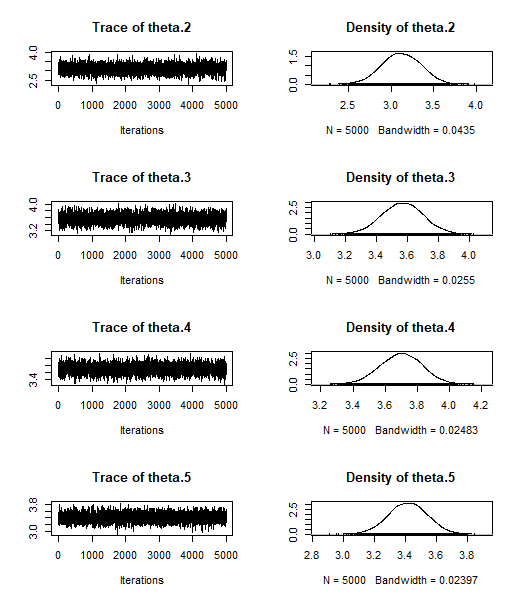 Trace of theta.2
Density of theta.2
2.5 4.0
0.0 1.5
0 1000 2000 3000 4000 5000
2.5 3.0 3.5 4.0
Iterations
N = 5000 Bandwidth = 0.0435
Trace of theta.3
Density of theta.3
3.2 4.0
0.0 2.5
0 1000 2000 3000 4000 5000
3.0 3.2 3.4 3.6 3.8 4.0
Iterations
N = 5000 Bandwidth = 0.0255
Trace of theta.4
Density of theta.4
3.4
0.0 2.5
0 1000 2000 3000 4000 5000
3.2 3.4 3.6 3.8 4.0 4.2
Iterations
N = 5000 Bandwidth = 0.02483
Trace of theta.5
Density of theta.5
3.0 3.8
0.0 2.5
0 1000 2000 3000 4000 5000
2.8 3.0 3.2 3.4 3.6 3.8
Iterations
N = 5000 Bandwidth = 0.02397